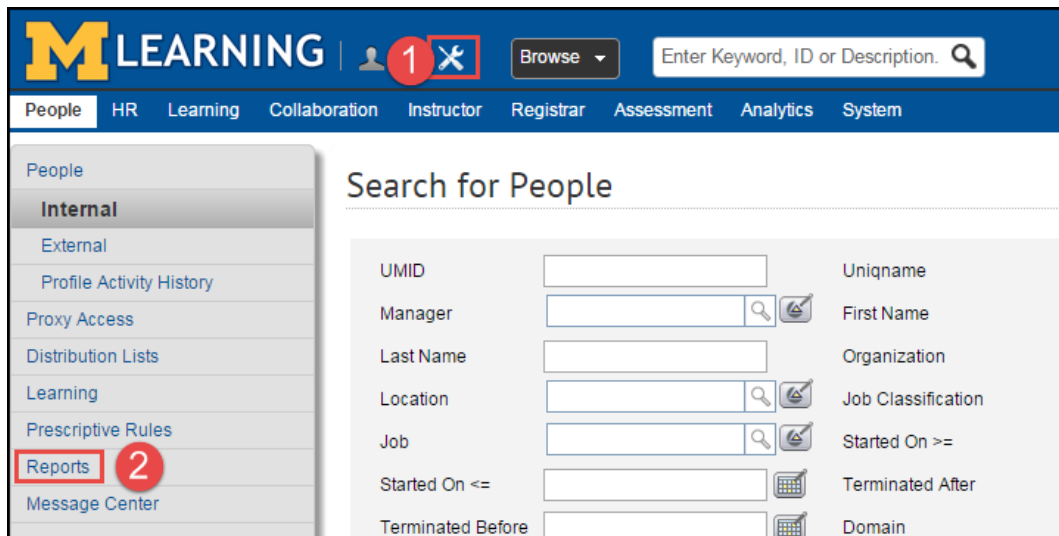 M LEARNING 1 Browse Enter Keyword, ID or Description.
People HR Learning Collaboration Instructor Registrar Assessment Analytics System
People
Internal
External
Profile Activity History
Proxy Access
Distribution Lists
Learning
Prescriptive Rules
Reports 2
Message Center
Search for People
UMID Uniqname
Manager First Name
Last Name Organization
Location Job Classification
Job Started On >=
Started On <= Terminated After
Terminated Before Domain